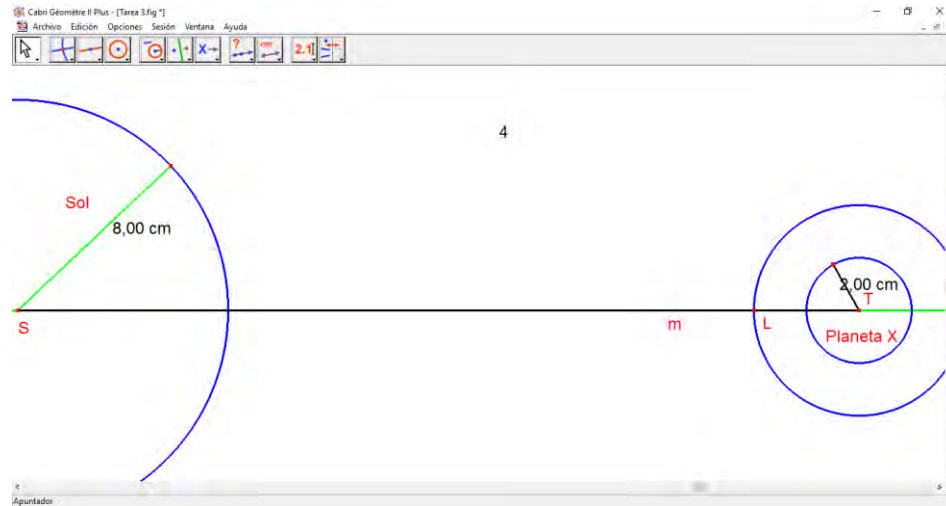 Cabri Géomètre II Plus - [Tarea 3.fig *]
Archivo Edición Opciones Sesión Ventana Ayuda
? cm 2.1
X
4
Sol
8,00 cm
2,00 cm
T
S
m
L
Planeta X
Apuntador